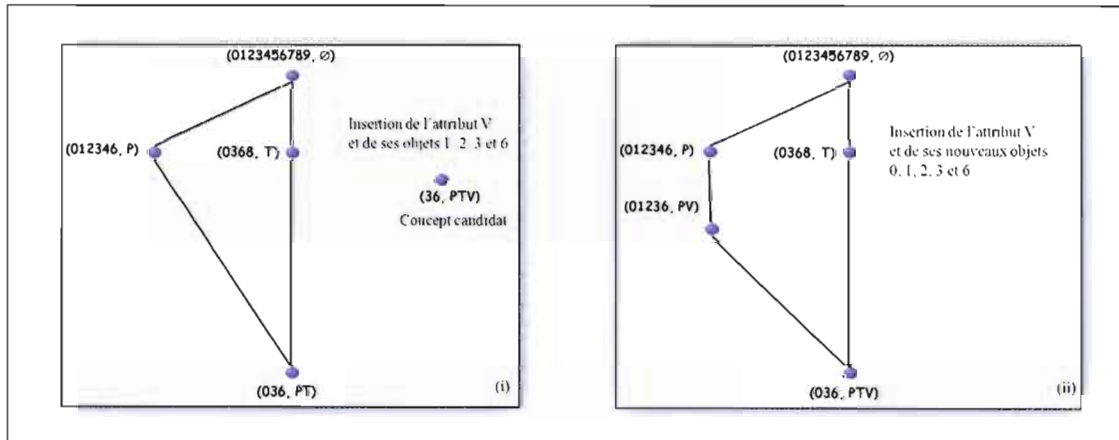 (0123456789, ∅)
(012346, P)
(0368, T)
Insertion de l'attribut V
et de ses objets 1, 2, 3 et 6
(36, PTV)
Concept candidat
(036, PT)
(i)
(0123456789, ∅)
(012346, P)
(0368, T)
Insertion de l'attribut V
et de ses nouveaux objets
0, 1, 2, 3 et 6
(01236, PV)
(036, PTV)
(ii)